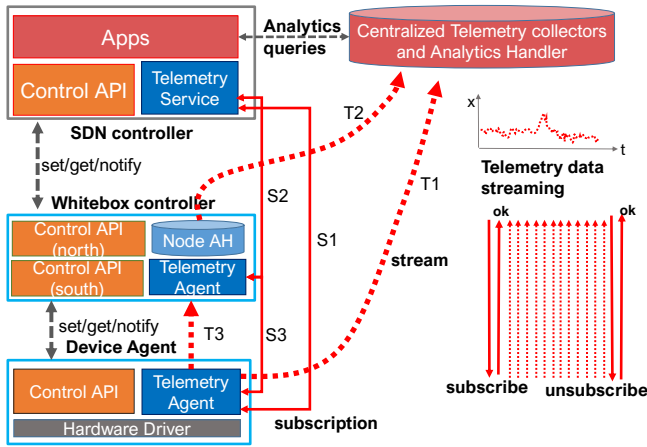 Apps
Analytics
queries
Centralized Telemetry collectors
and Analytics Handler
Control API
Telemetry
Service
SDN controller
set/get/notify
T2
T1
x
t
Telemetry data
streaming
Whitebox controller
S2
S1
Control API
(north)
Node AH
Control API
(south)
Telemetry
Agent
stream
ok
ok
set/get/notify
T3
S3
Device Agent
Control API
Telemetry
Agent
subscription
Hardware Driver
subscribe
unsubscribe